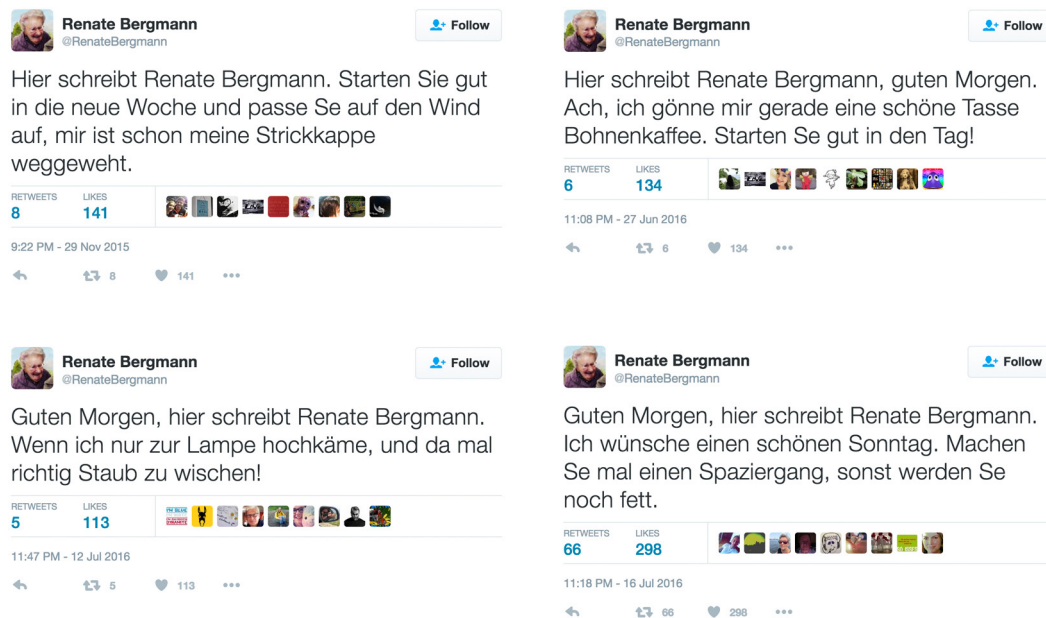 Renate Bergmann
@RenateBergmann
Follow
Hier schreibt Renate Bergmann. Starten Sie gut
in die neue Woche und passe Se auf den Wind
auf, mir ist schon meine Strickkappe
weggeweht.
RETWEETS LIKES
8 141
9:22 PM - 29 Nov 2015
8 141
Renate Bergmann
@RenateBergmann
Follow
Hier schreibt Renate Bergmann, guten Morgen.
Ach, ich gönne mir gerade eine schöne Tasse
Bohnenkaffee. Starten Se gut in den Tag!
RETWEETS LIKES
6 134
11:08 PM - 27 Jun 2016
6 134
Renate Bergmann
@RenateBergmann
Follow
Guten Morgen, hier schreibt Renate Bergmann.
Wenn ich nur zur Lampe hochkäme, und da mal
richtig Staub zu wischen!
RETWEETS LIKES
5 113
11:47 PM - 12 Jul 2016
5 113
Renate Bergmann
@RenateBergmann
Follow
Guten Morgen, hier schreibt Renate Bergmann.
Ich wünsche einen schönen Sonntag. Machen
Se mal einen Spaziergang, sonst werden Se
noch fett.
RETWEETS LIKES
66 298
11:18 PM - 16 Jul 2016
66 298